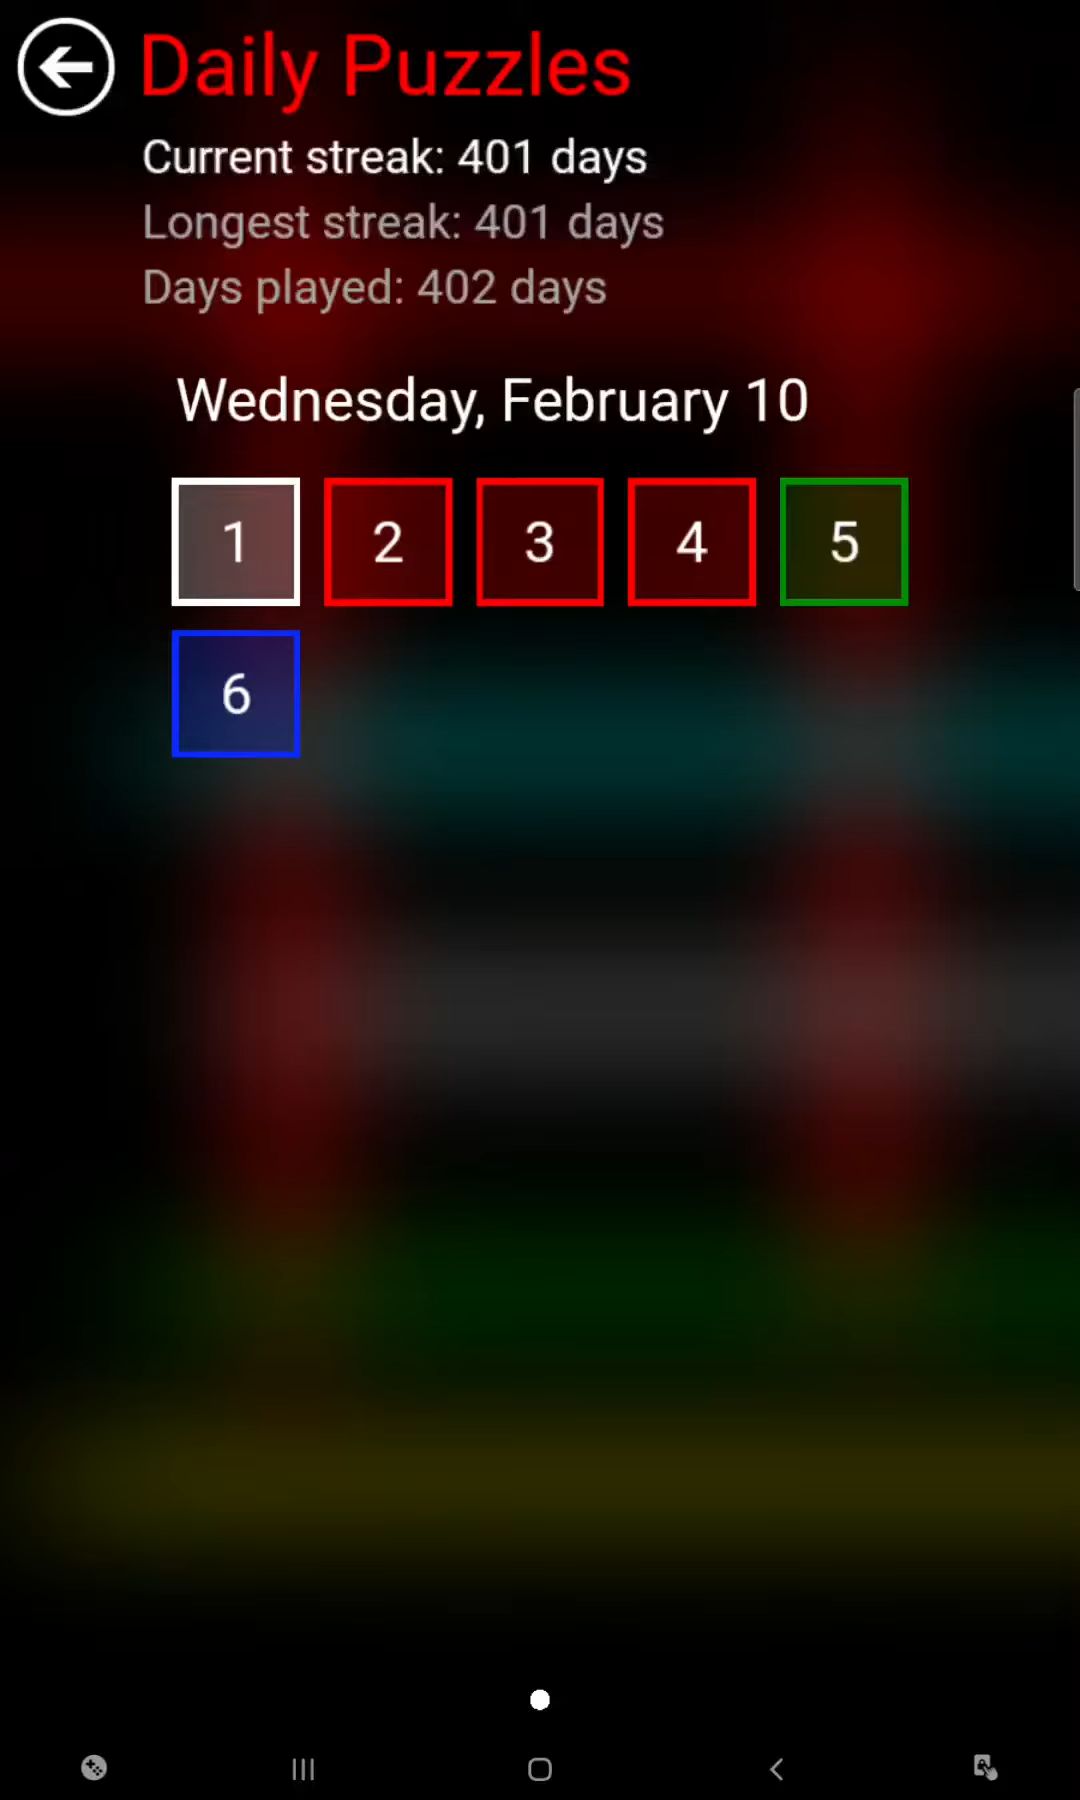 Daily Puzzles
Current streak: 401 days
Longest streak: 401 days
Days played: 402 days
Wednesday, February 10
1 2 3 4 5
6